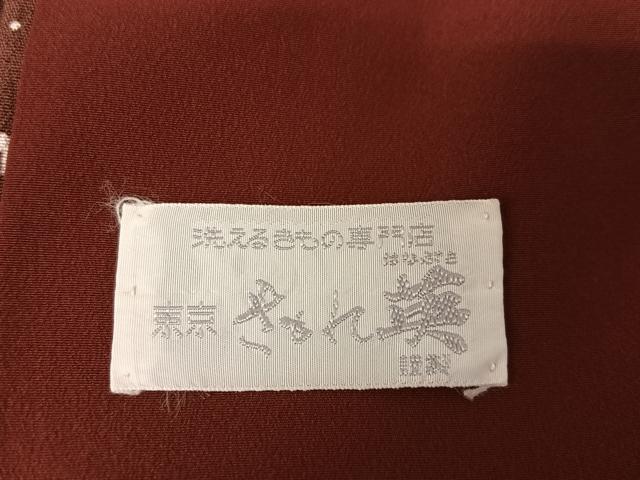 洗えるきもの専門店
はなぶさ
東京 きもの英
謹製